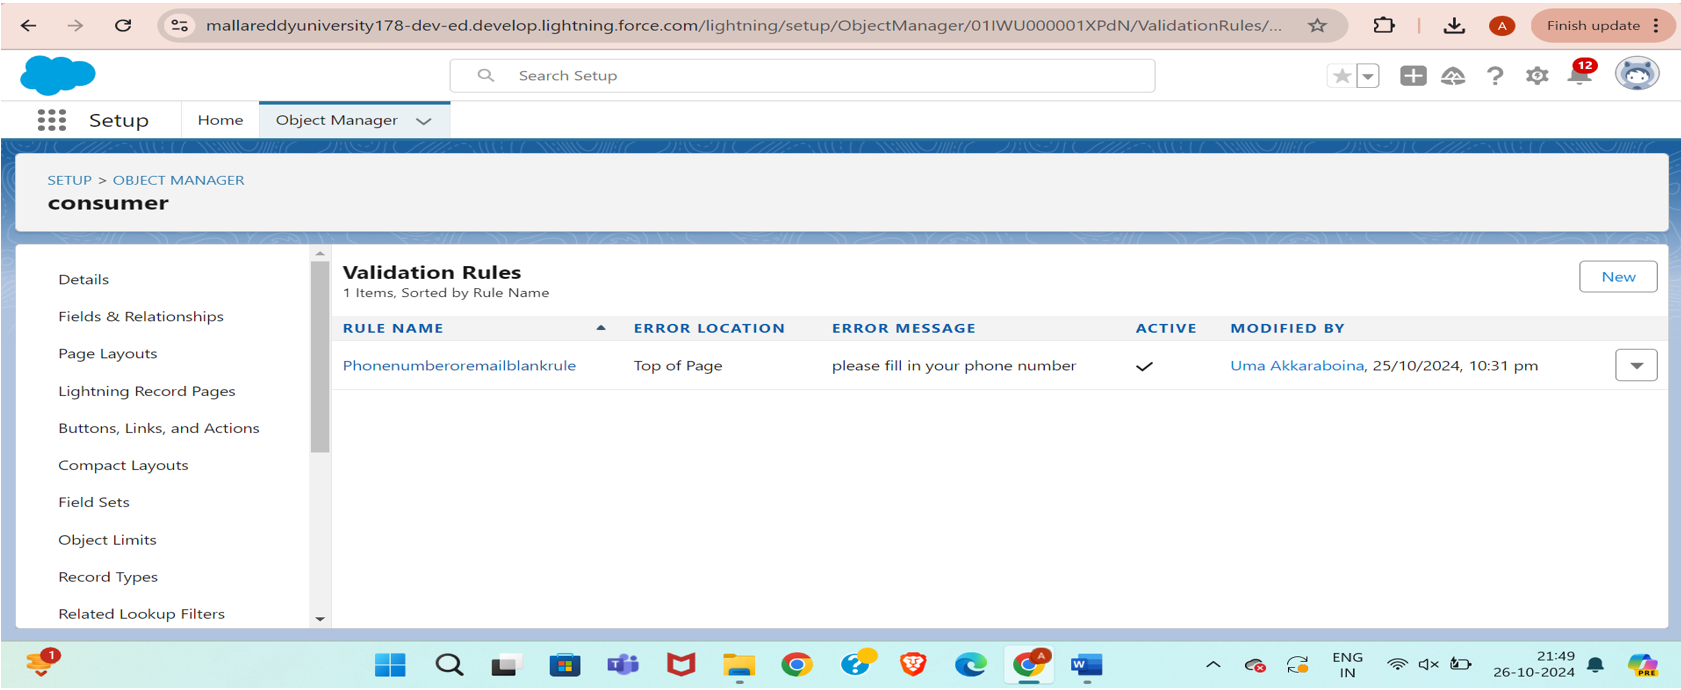 mallareddyuniversity178-dev-ed.develop.lightning.force.com/lightning/setup/ObjectManager/01IWU000001XPdN/ValidationRules/...
A
Finish update
Search Setup
12
Setup
Home
Object Manager
SETUP > OBJECT MANAGER
consumer
Details
Fields & Relationships
Page Layouts
Lightning Record Pages
Buttons, Links, and Actions
Compact Layouts
Field Sets
Object Limits
Record Types
Related Lookup Filters
Validation Rules
1 Items, Sorted by Rule Name
New
RULE NAME ERROR LOCATION ERROR MESSAGE ACTIVE MODIFIED BY
Phonenumberoremailblankrule Top of Page please fill in your phone number Uma Akkaraboina, 25/10/2024, 10:31 pm
1
A
ENG
IN
21:49
26-10-2024
PRE